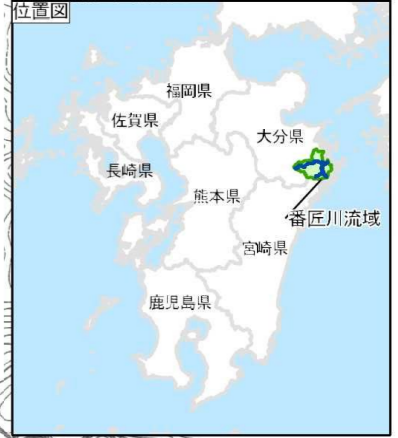 位置図
福岡県
佐賀県
大分県
長崎県
熊本県
番匠川流域
宮崎県
鹿児島県